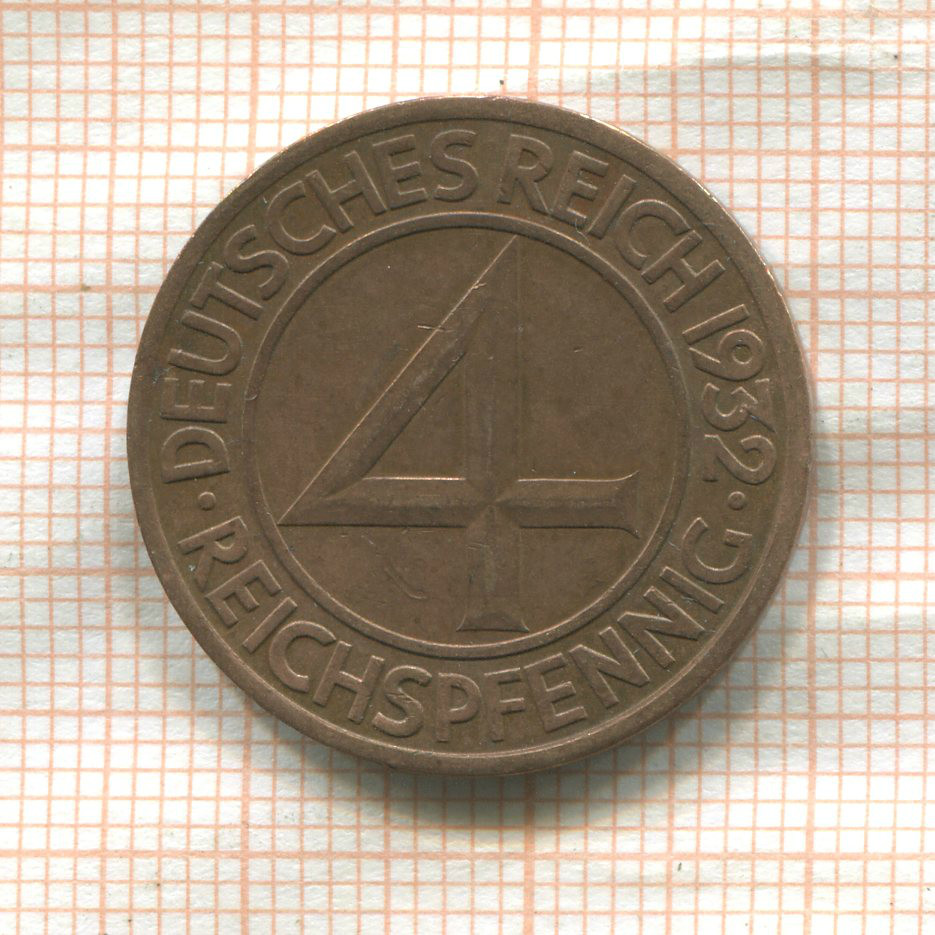 DEUTSCHES REICH 1932
4
REICHSPFENNIG